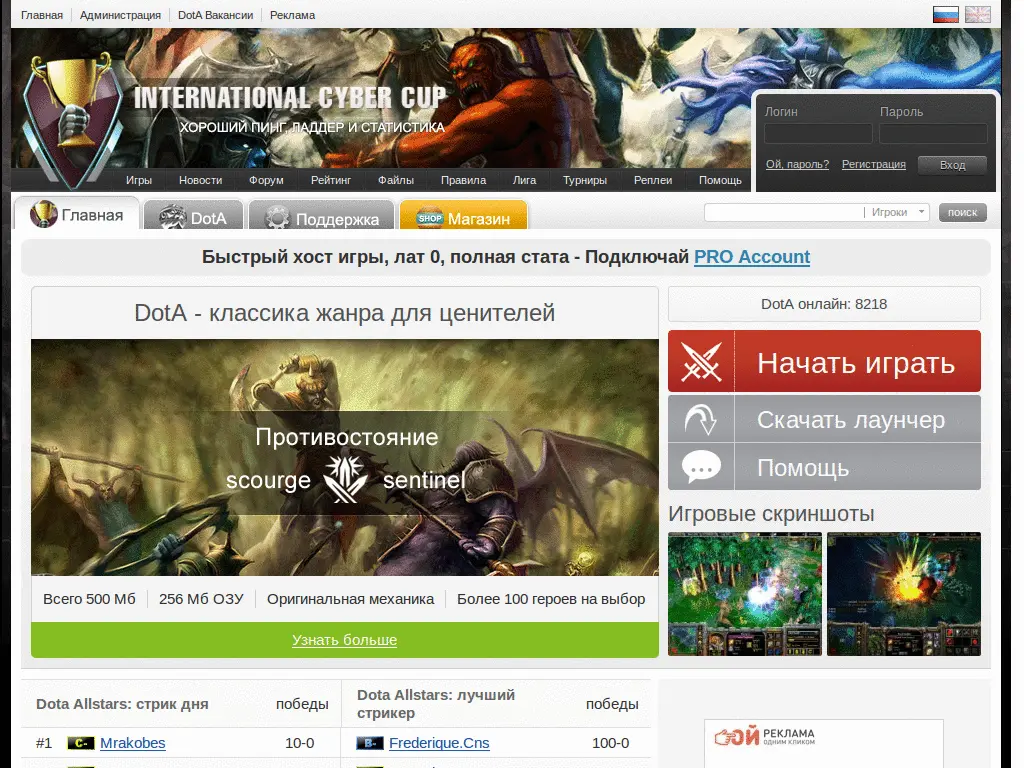 Главная Администрация DotA Вакансии Реклама
INTERNATIONAL CYBER CUP
ХОРОШИЙ ПИНГ, ЛАДДЕР И СТАТИСТИКА
Логин Пароль
Ой, пароль? Регистрация Вход
Игры Новости Форум Рейтинг Файлы Правила Лига Турниры Реплеи Помощь
Главная DotA Поддержка SHOP Магазин Игроки поиск
Быстрый хост игры, лат 0, полная стата - Подключай PRO Account
DotA - классика жанра для ценителей
DotA онлайн: 8218
Начать играть
Скачать лаунчер
Помощь
Противостояние
scourge sentinel
Игровые скриншоты
Всего 500 Мб 256 Мб ОЗУ Оригинальная механика Более 100 героев на выбор
Узнать больше
Dota Allstars: стрик дня победы
Dota Allstars: лучший
стрикер
победы
#1 C- Mrakobes 10-0
B- Frederique.Cns 100-0
ОЙ РЕКЛАМА
ОДНИМ КЛИКОМ